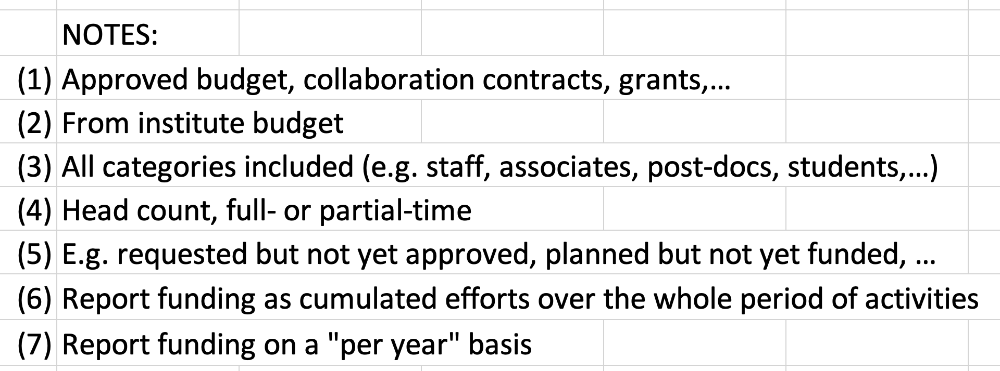 NOTES:
(1) Approved budget, collaboration contracts, grants,...
(2) From institute budget
(3) All categories included (e.g. staff, associates, post-docs, students,...)
(4) Head count, full- or partial-time
(5) E.g. requested but not yet approved, planned but not yet funded, ...
(6) Report funding as cumulated efforts over the whole period of activities
(7) Report funding on a "per year" basis